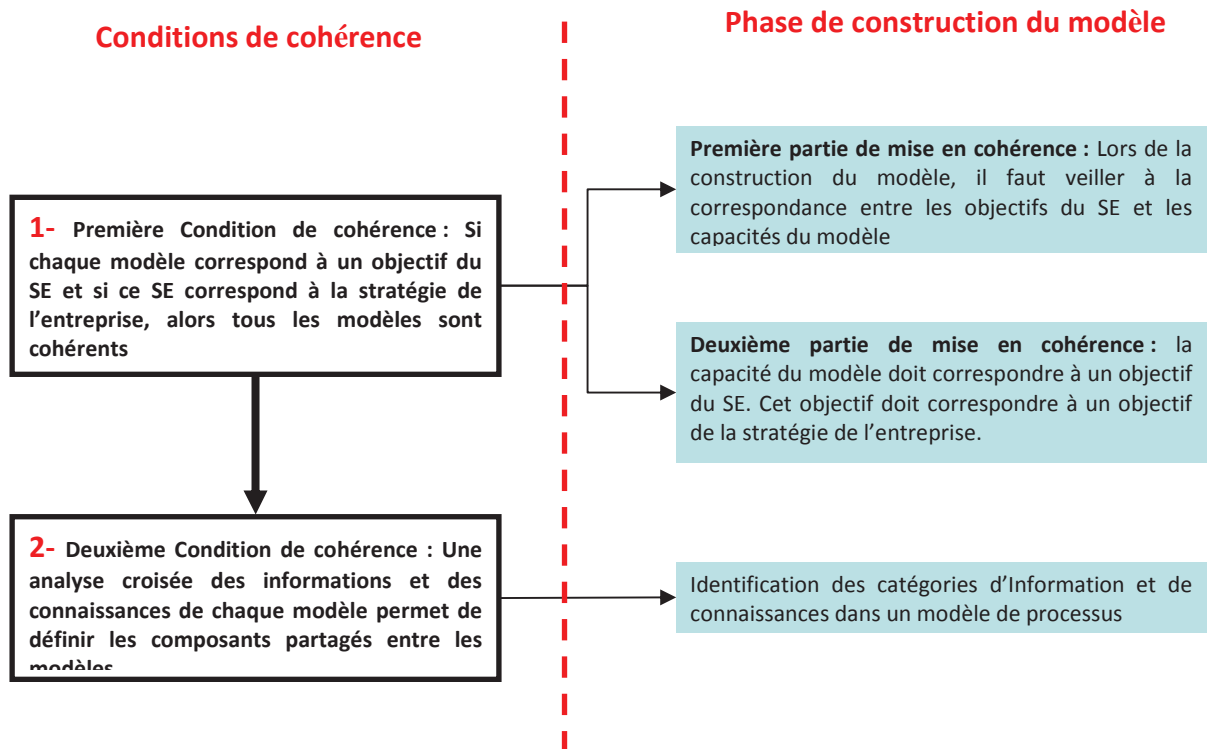 Conditions de cohérence
1- Première Condition de cohérence : Si
chaque modèle correspond à un objectif du
SE et si ce SE correspond à la stratégie de
l'entreprise, alors tous les modèles sont
cohérents
2- Deuxième Condition de cohérence : Une
analyse croisée des informations et des
connaissances de chaque modèle permet de
définir les composants partagés entre les
modèles
Phase de construction du modèle
Première partie de mise en cohérence : Lors de la
construction du modèle, il faut veiller à la
correspondance entre les objectifs du SE et les
capacités du modèle
Deuxième partie de mise en cohérence : la
capacité du modèle doit correspondre à un objectif
du SE. Cet objectif doit correspondre à un objectif
de la stratégie de l'entreprise.
Identification des catégories d'Information et de
connaissances dans un modèle de processus